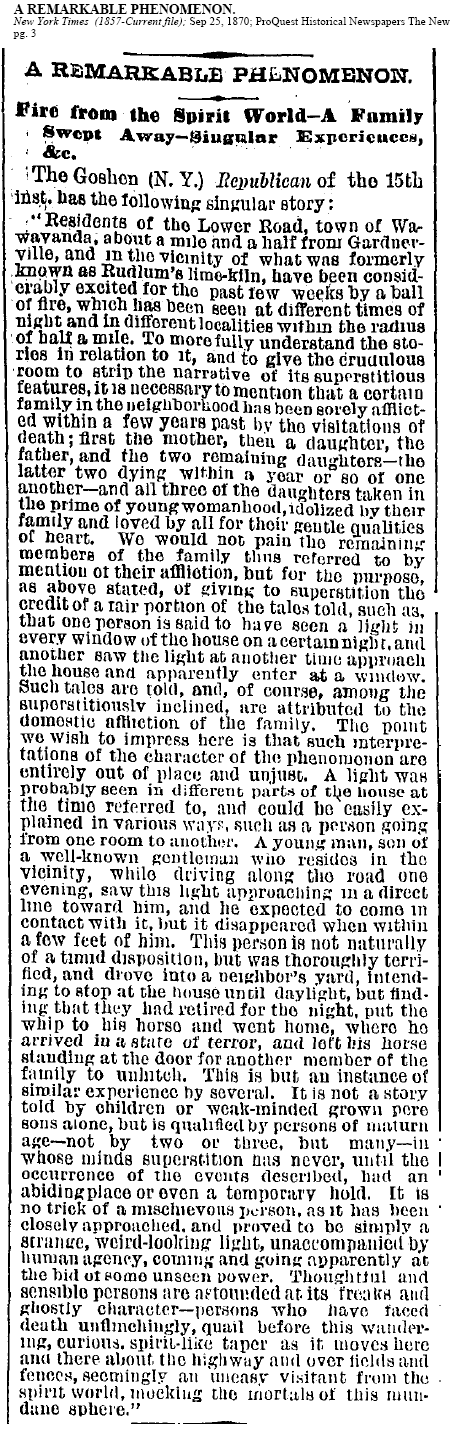 A REMARKABLE PHENOMENON.
New York Times (1857-Current file); Sep 25, 1870; ProQuest Historical Newspapers The New
pg. 3
A REMARKABLE PHENOMENON.
Fire from the Spirit World—A Family
Swept Away—Singular Experiences,
&c.
The Goshen (N. Y.) Republican of the 15th
inst. has the following singular story:
"Residents of the Lower Road, town of Wa-
wayanda, about a mile and a half from Gardner-
ville, and in the vicinity of what was formerly
known as Rudlum's lime-kiln, have been consid-
erably excited for the past few weeks by a ball
of fire, which has been seen at different times of
night and in different localities within the radius
of half a mile. To more fully understand the sto-
ries in relation to it, and to give the crudulous
room to strip the narrative of its superstitious
features, it is necessary to mention that a certain
family in the neighborhood has been sorely afflict-
ed within a few years past by the visitations of
death; first the mother, then a daughter, the
father, and the two remaining daughters—the
latter two dying within a year or so of one
another—and all three of the daughters taken in
the prime of young womanhood, idolized by their
family and loved by all for their gentle qualities
of heart. We would not pain the remaining
members of the family thus referred to by
mention of their affliction, but for the purpose,
as above stated, of giving to superstition the
credit of a fair portion of the tales told, such as,
that one person is said to have seen a light in
every window of the house on a certain night, and
another saw the light at another time approach
the house and apparently enter at a window.
Such tales are told, and, of course, among the
superstitiously inclined, are attributed to the
domestic affliction of the family. The point
we wish to impress here is that such interpre-
tations of the character of the phenomenon are
entirely out of place and unjust. A light was
probably seen in different parts of the house at
the time referred to, and could be easily ex-
plained in various ways, such as a person going
from one room to another. A young man, son of
a well-known gentleman who resides in the
vicinity, while driving along the road one
evening, saw this light approaching in a direct
line toward him, and he expected to come in
contact with it, but it disappeared when within
a few feet of him. This person is not naturally
of a timid disposition, but was thoroughly terri-
fied, and drove into a neighbor's yard, intend-
ing to stop at the house until daylight, but find-
ing that they had retired for the night, put the
whip to his horse and went home, where he
arrived in a state of terror, and left his horse
standing at the door for another member of the
family to unhitch. This is but an instance of
similar experience by several. It is not a story
told by children or weak-minded grown pere
sons alone, but is qualified by persons of maturn
age—not by two or three, but many—in
whose minds superstition has never, until the
occurrence of the events described, had an
abiding place or even a temporary hold. It is
no trick of a mischievous person, as it has been
closely approached, and proved to be simply a
strange, weird-looking light, unaccompanied by
human agency, coming and going apparently at
the bid of some unseen power. Thoughtful and
sensible persons are astounded at its freaks and
ghostly character—persons who have faced
death unflinchingly, quail before this wander-
ing, curious, spirit-like taper as it moves here
and there about the highway and over fields and
fences, seemingly an uneasy visitant from the
spirit world, mocking the mortals of this mun-
dane sphere."